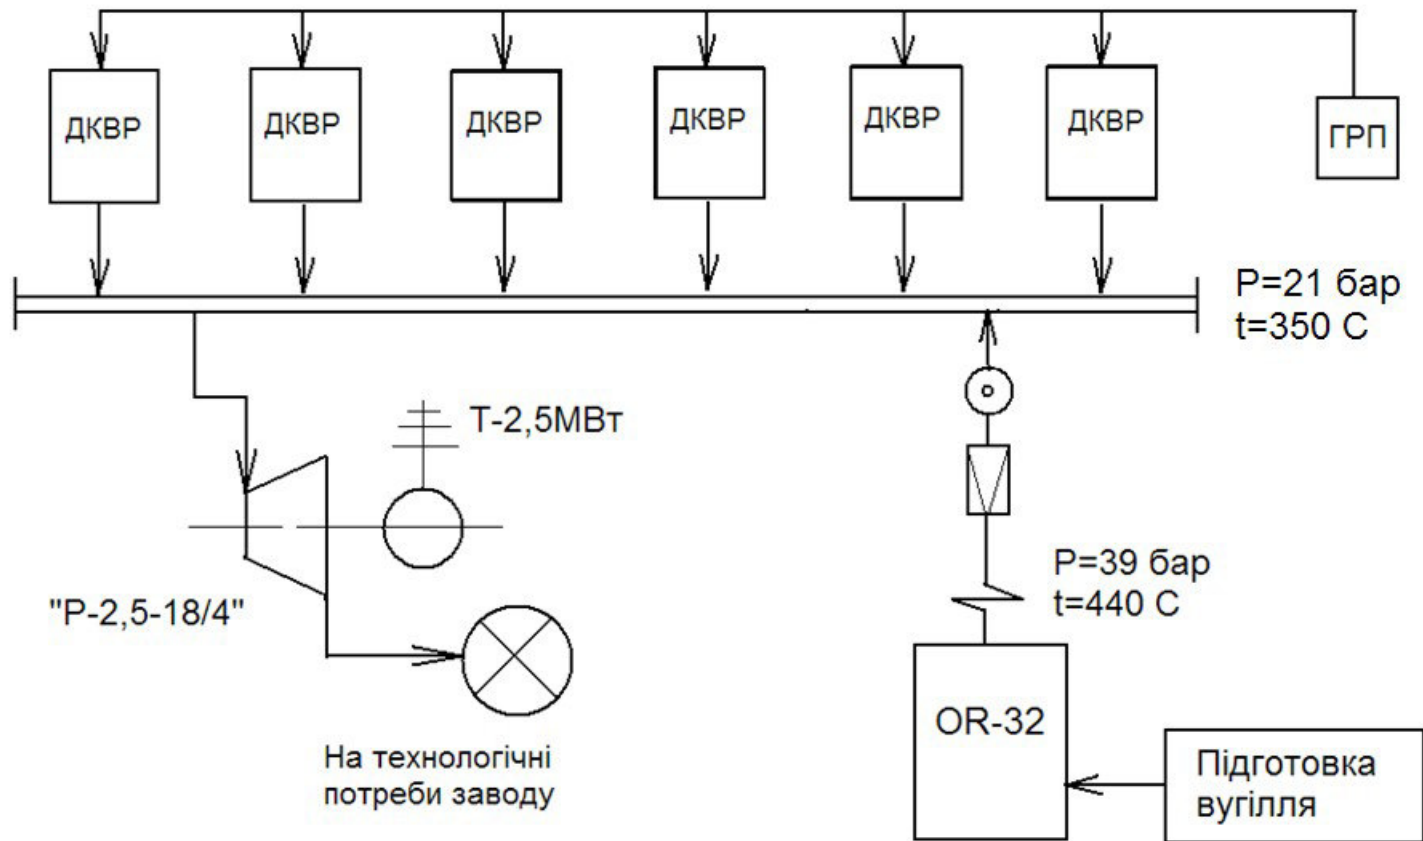 ДКВР
ДКВР
ДКВР
ДКВР
ДКВР
ДКВР
ГРП
P=21 бар
t=350 C
Т-2,5МВт
"Р-2,5-18/4"
P=39 бар
t=440 C
OR-32
На технологічні
потреби заводу
Підготовка
вугілля